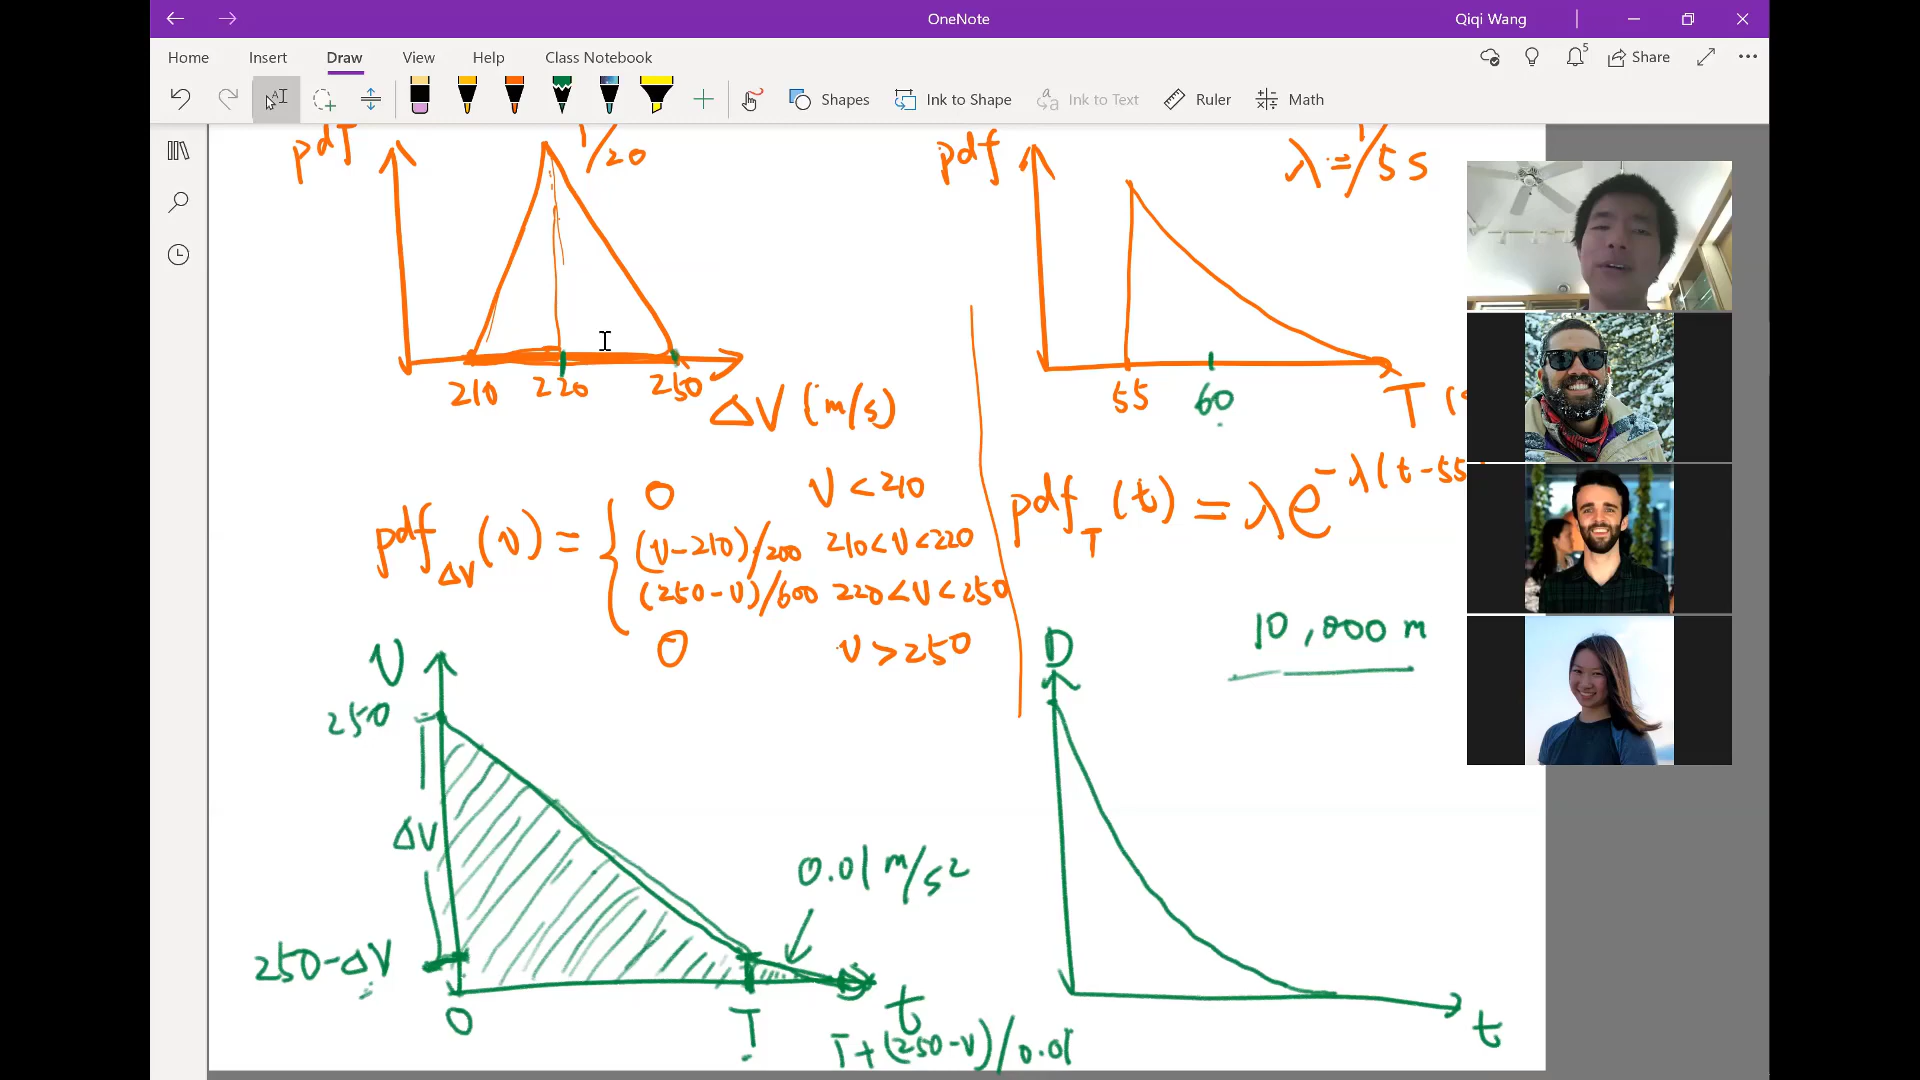 OneNote
Qiqi Wang
Home Insert Draw View Help Class Notebook
5
Share
Shapes
Ink to Shape
Ink to Text
Ruler
Math
pdf
1/20
210 220 250
ΔV (m/s)
pdf
λ=1/5 s
55 60
T (
pdf_ΔV (v) = {
0 V<210
(V-210)/200 210<V<220
(250-V)/600 220<V<250
0 V>250
pdf_T (t) = λe^-λ(t-55
V
250
ΔV
250-ΔV
0
T
t
0.01 m/s²
T+(250-V)/0.01
D
10,000 m
t